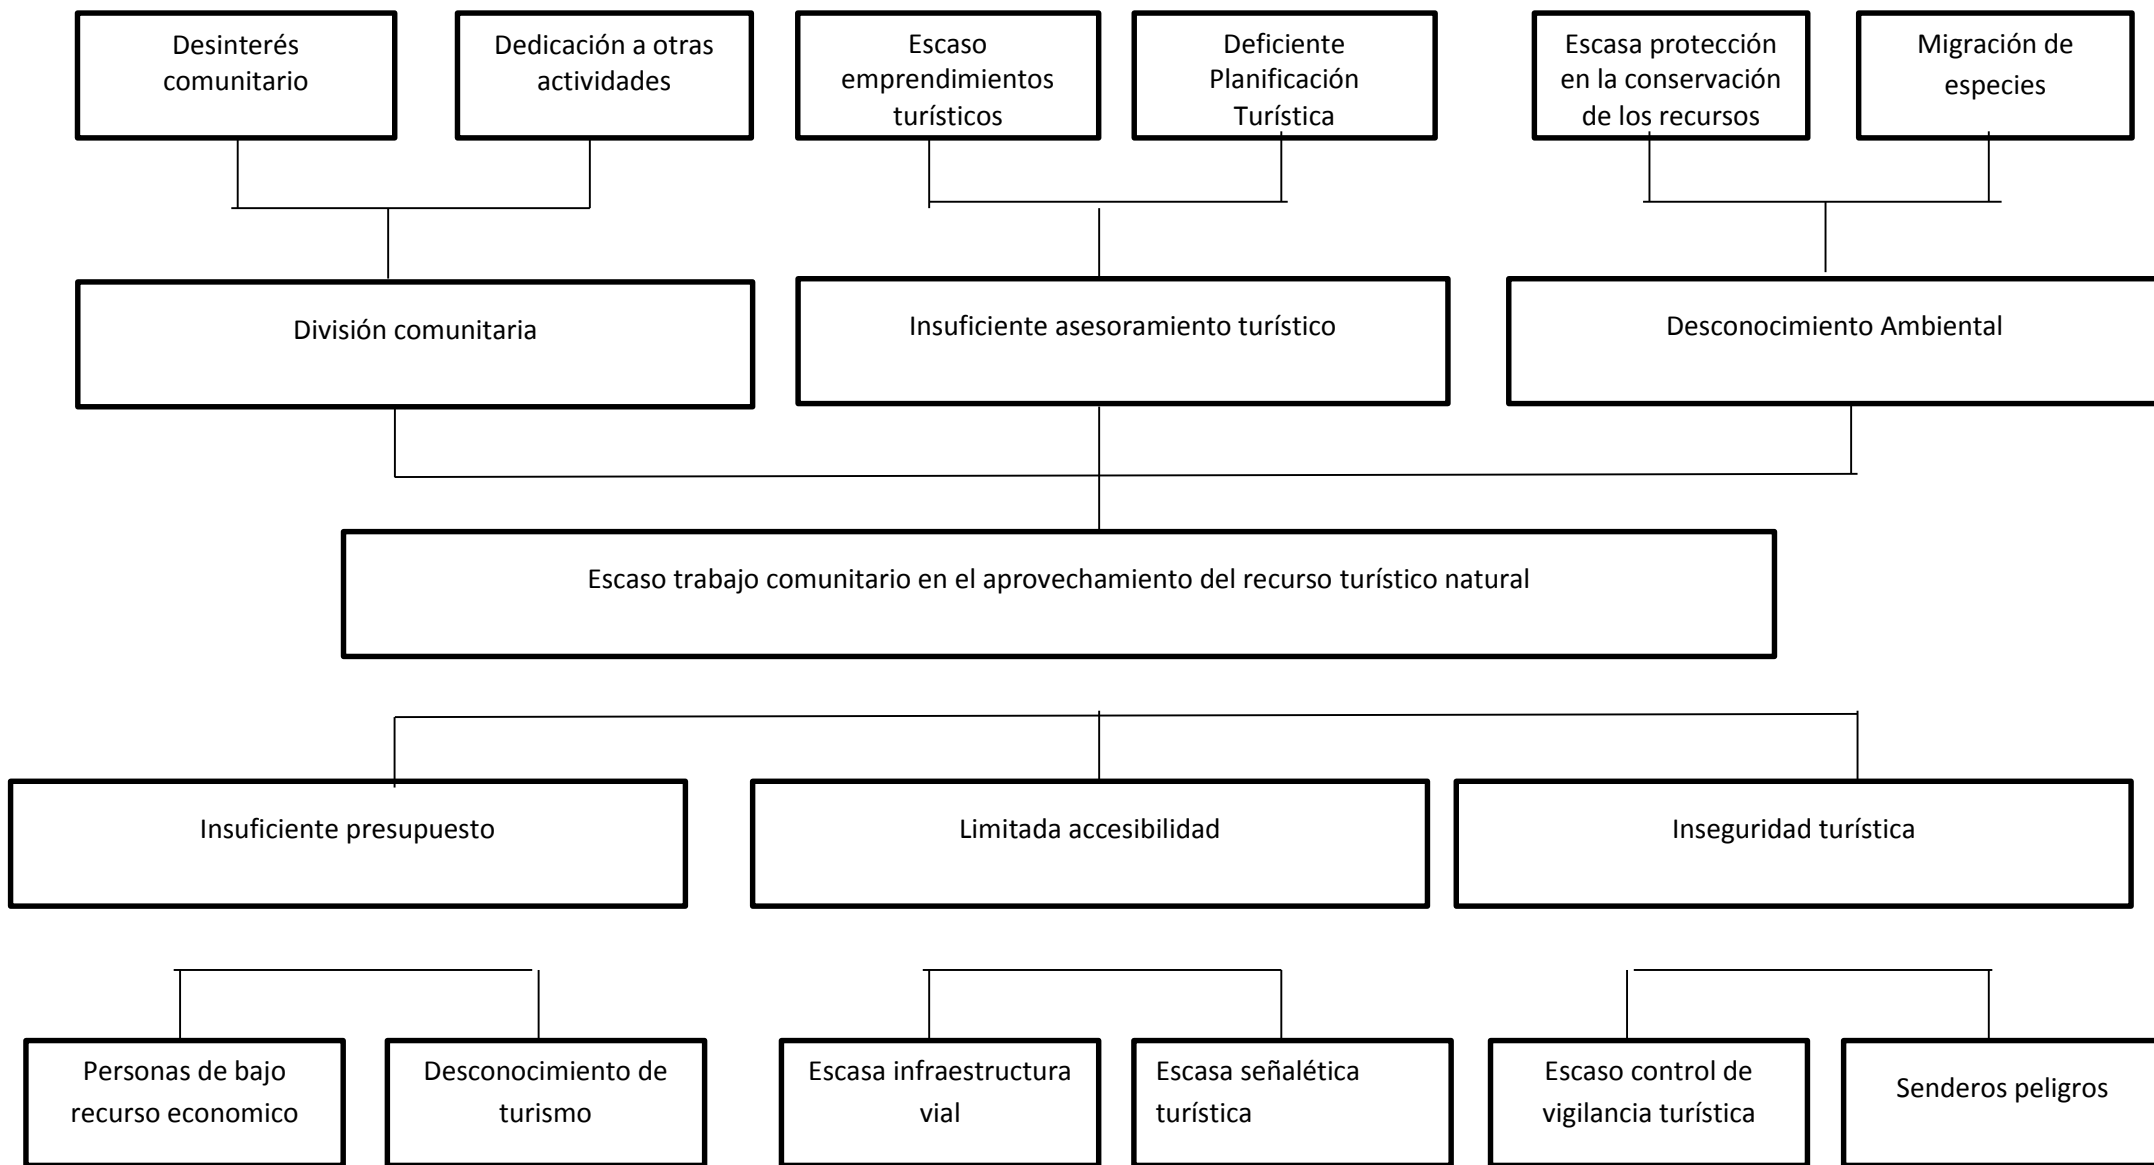 Desinterés
comunitario
Dedicación a otras
actividades
Escaso
emprendimientos
turísticos
Deficiente
Planificación
Turística
Escasa protección
en la conservación
de los recursos
Migración de
especies
División comunitaria
Insuficiente asesoramiento turístico
Desconocimiento Ambiental
Escaso trabajo comunitario en el aprovechamiento del recurso turístico natural
Insuficiente presupuesto
Limitada accesibilidad
Inseguridad turística
Personas de bajo
recurso economico
Desconocimiento de
turismo
Escasa infraestructura
vial
Escasa señalética
turística
Escaso control de
vigilancia turística
Senderos peligros